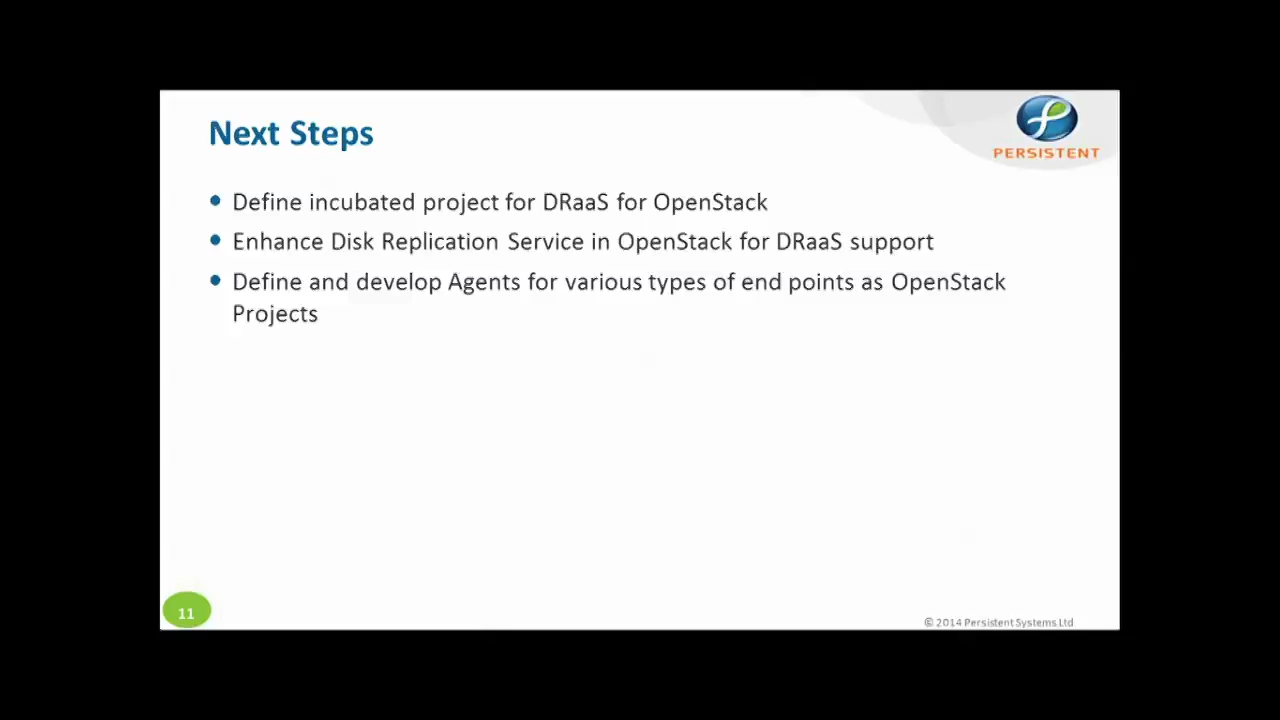 Next Steps
PERSISTENT
• Define incubated project for DRaaS for OpenStack
• Enhance Disk Replication Service in OpenStack for DRaaS support
• Define and develop Agents for various types of end points as OpenStack
Projects
11
© 2014 Persistent Systems Ltd